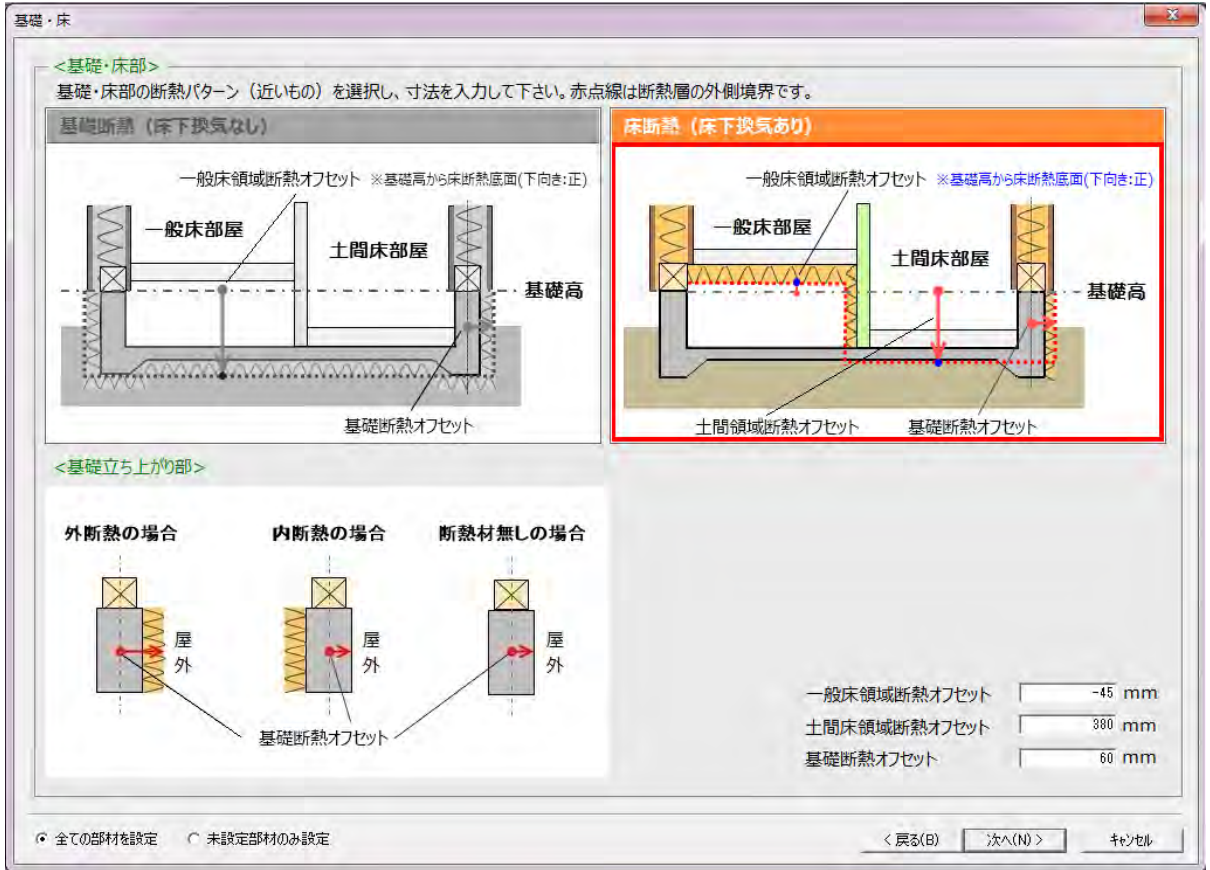 基礎・床
<基礎・床部>
基礎・床部の断熱パターン（近いもの）を選択し、寸法を入力して下さい。赤点線は断熱層の外側境界です。
基礎断熱（床下換気なし）
一般床領域断熱オフセット ※基礎高から床断熱底面(下向き:正)
一般床部屋
土間床部屋
基礎高
基礎断熱オフセット
床断熱（床下換気あり）
一般床領域断熱オフセット ※基礎高から床断熱底面(下向き:正)
一般床部屋
土間床部屋
基礎高
土間領域断熱オフセット 基礎断熱オフセット
<基礎立ち上がり部>
外断熱の場合 内断熱の場合 断熱材無しの場合
屋外 屋外 屋外
基礎断熱オフセット
一般床領域断熱オフセット -45 mm
土間床領域断熱オフセット 380 mm
基礎断熱オフセット 60 mm
全ての部材を設定 未設定部材のみ設定
< 戻る(B) 次へ(N) > キャンセル